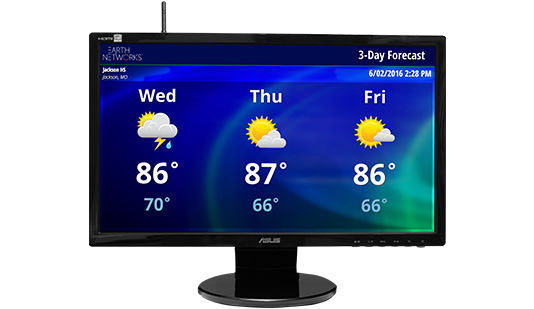 HDMI
EARTH
NETWORKS
3-Day Forecast
Jackson HS
Jackson, MO
6/02/2016 2:28 PM
Wed Thu Fri
86° 87° 86°
70° 66° 66°
ASUS